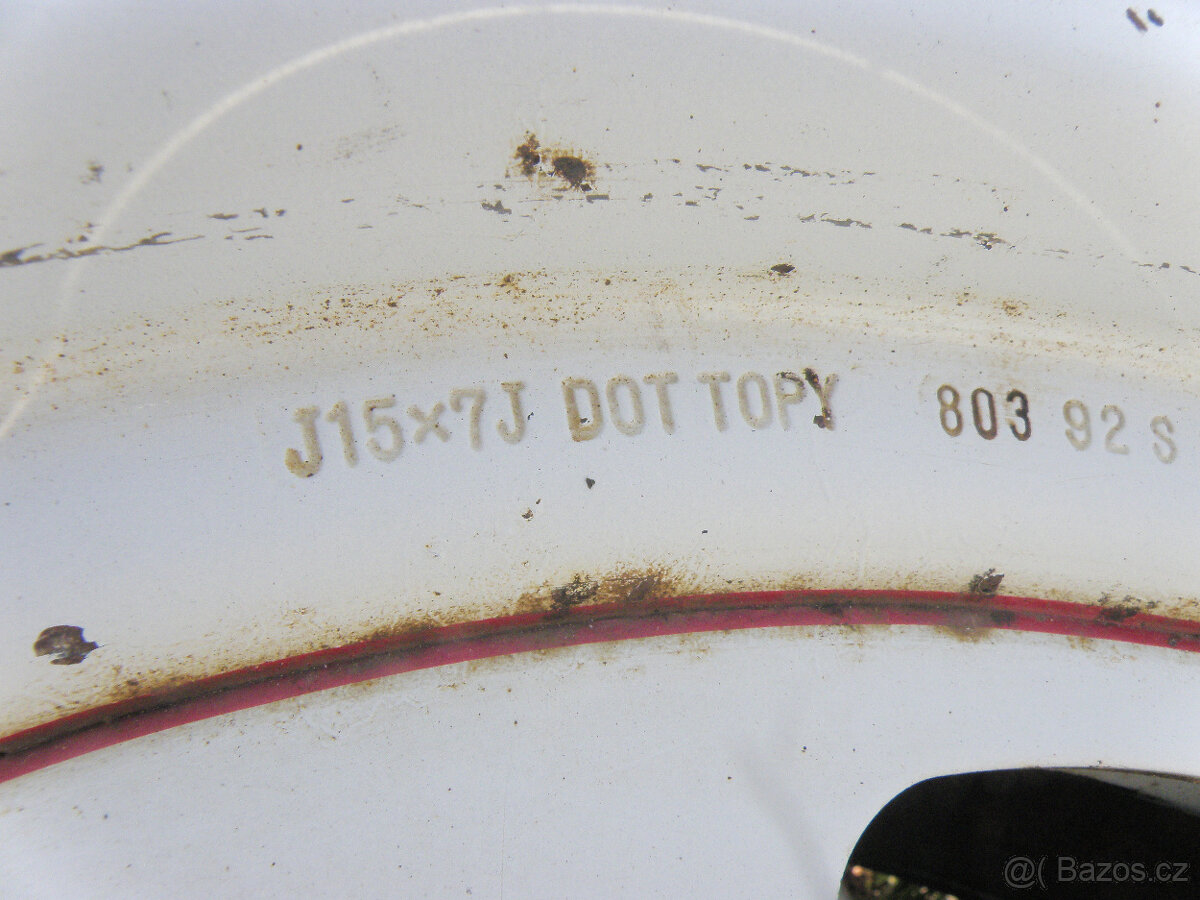 J15×7J DOT TOPY 803 92 S
@( Bazos.cz